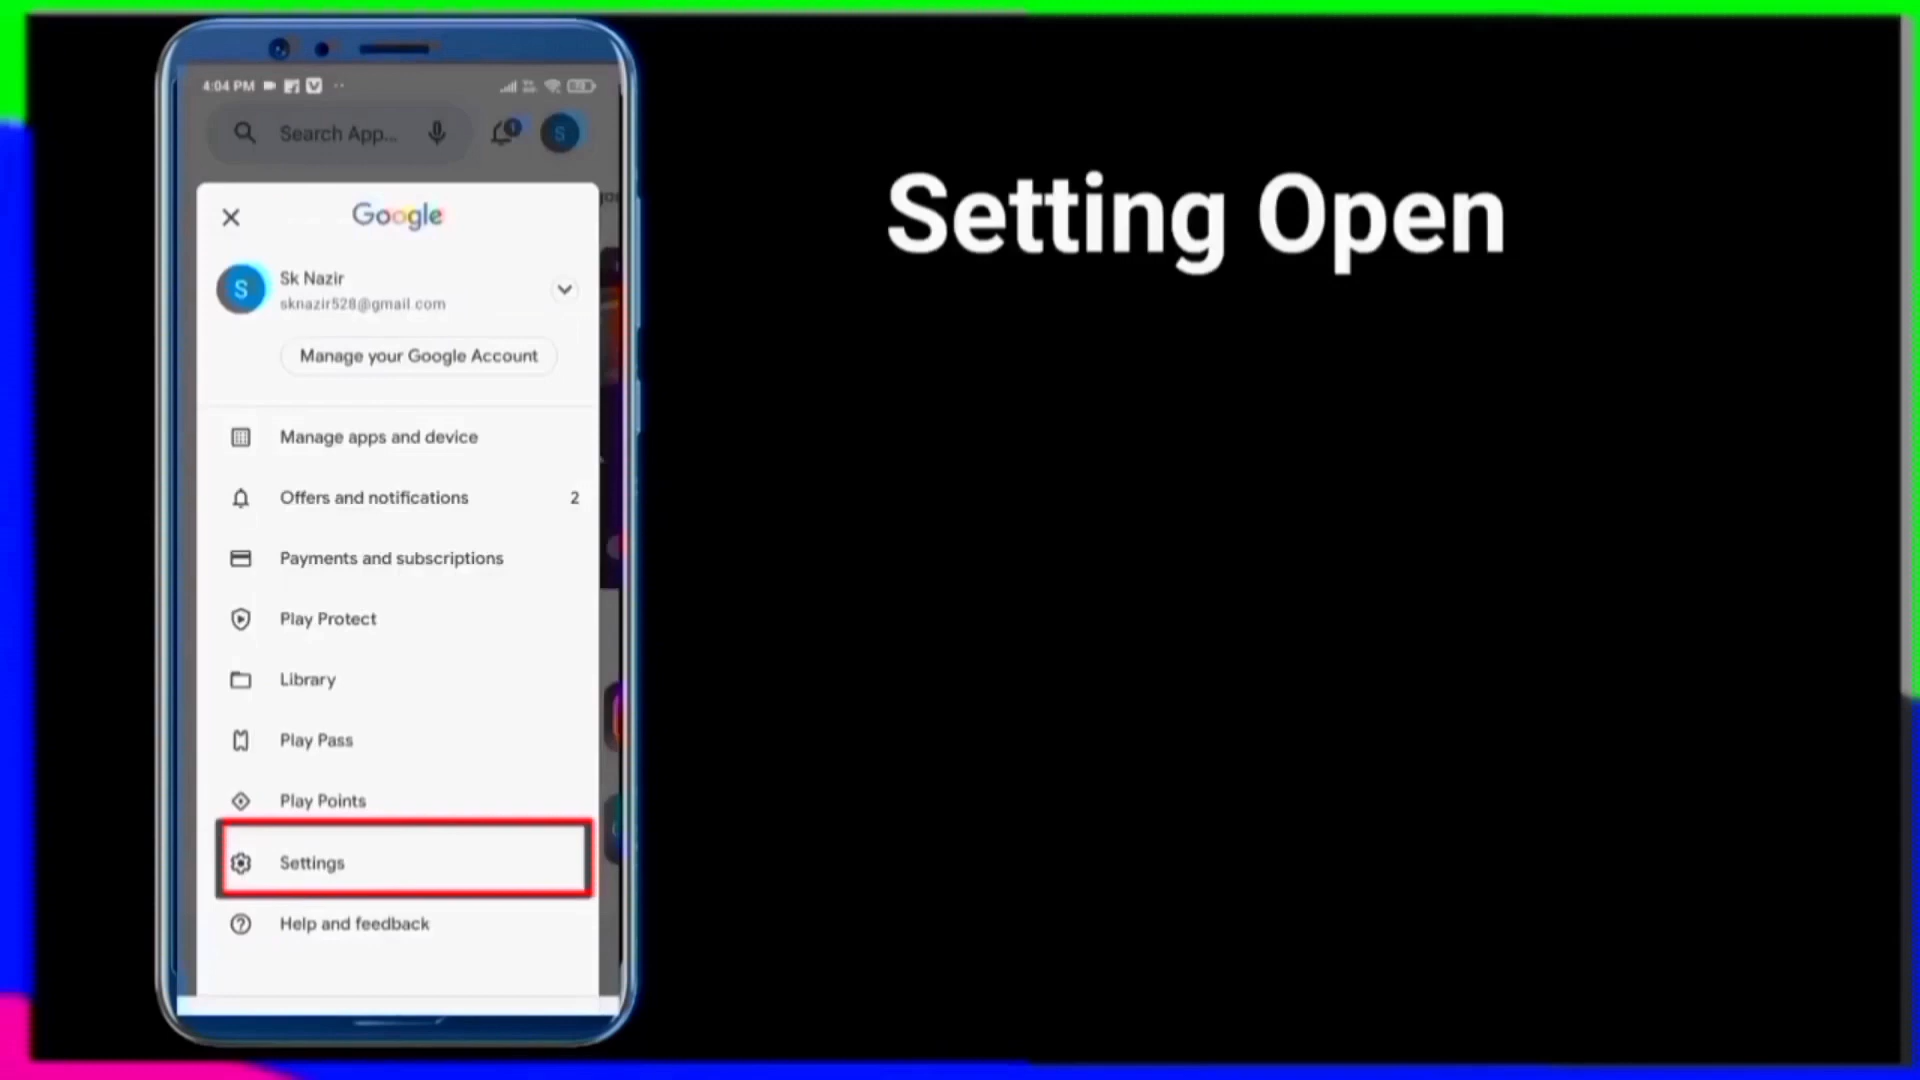 4:04 PM
Search App...
1
S
Google
S
Sk Nazir
sknazir528@gmail.com
Manage your Google Account
Manage apps and device
Offers and notifications 2
Payments and subscriptions
Play Protect
Library
Play Pass
Play Points
Settings
Help and feedback
Setting Open